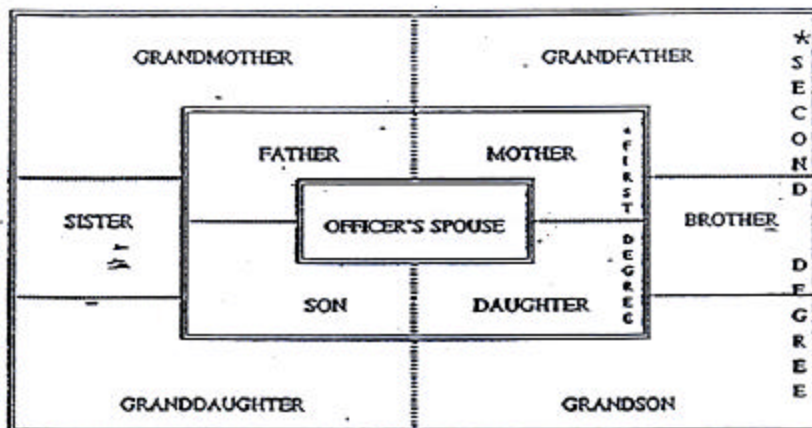 GRANDMOTHER
GRANDFATHER
*SECOND DEGREE
FATHER
MOTHER
*FIRST DEGREE
SISTER
OFFICER'S SPOUSE
BROTHER
SON
DAUGHTER
GRANDDAUGHTER
GRANDSON